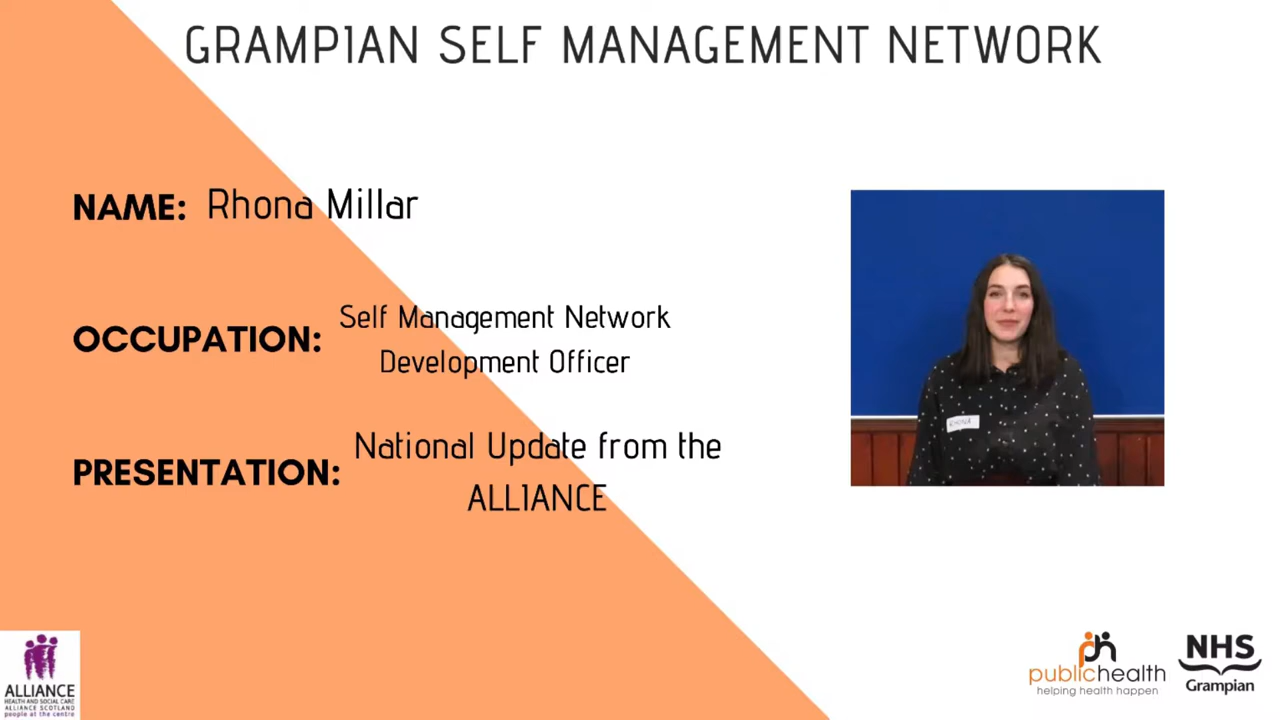 GRAMPIAN SELF MANAGEMENT NETWORK
NAME: Rhona Millar
OCCUPATION: Self Management Network
Development Officer
PRESENTATION: National Update from the
ALLIANCE
RHONA
ALLIANCE
HEALTH AND SOCIAL CARE
ALLIANCE SCOTLAND
people at the centre
publichealth
helping health happen
NHS
Grampian